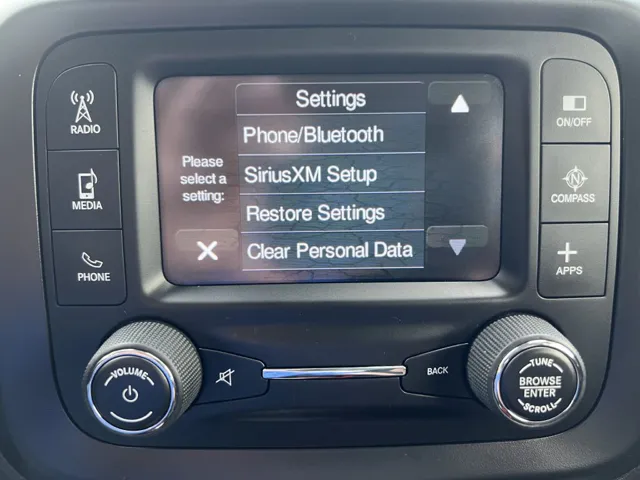 Settings
Phone/Bluetooth
Please
select a
setting:
SiriusXM Setup
Restore Settings
Clear Personal Data
RADIO
MEDIA
PHONE
ON/OFF
N
COMPASS
APPS
VOLUME
BACK
TUNE
BROWSE
ENTER
SCROLL